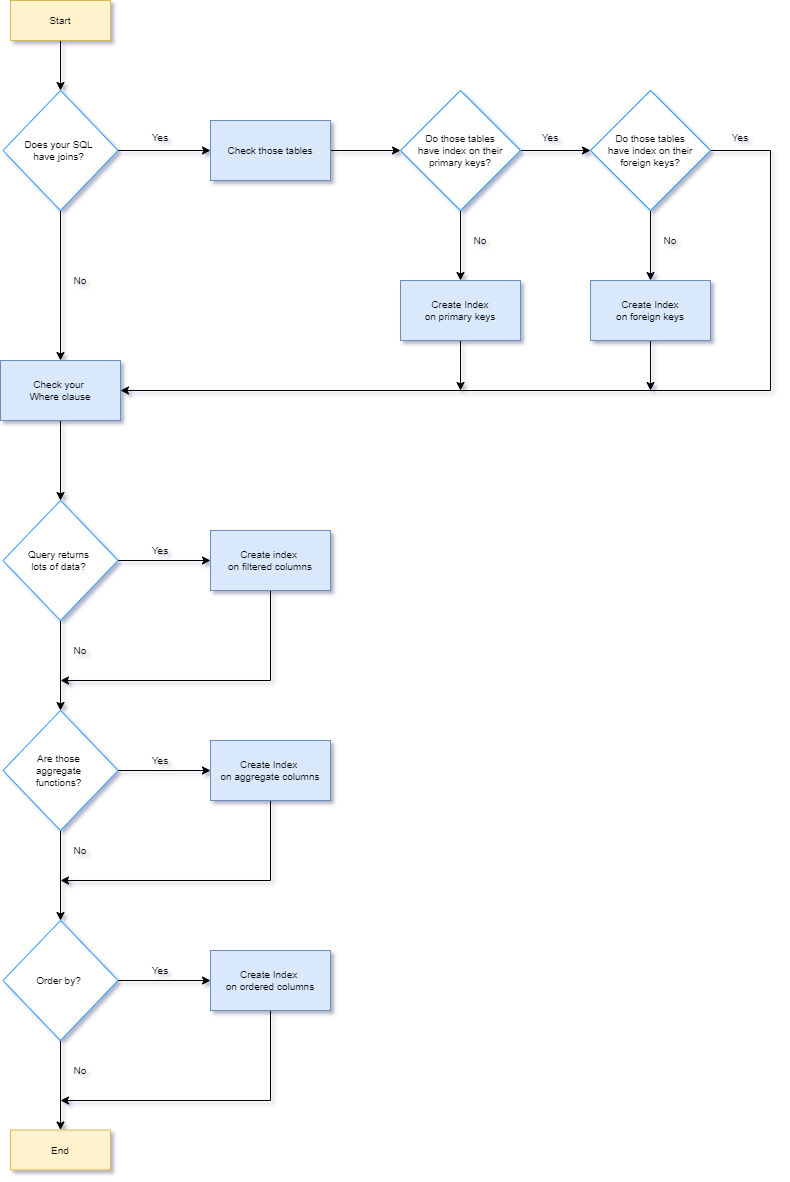 Start
Does your SQL
have joins?
Yes
Check those tables
Do those tables
have index on their
primary keys?
Yes
Do those tables
have index on their
foreign keys?
Yes
No
No
No
Create Index
on primary keys
Create Index
on foreign keys
Check your
Where clause
Query returns
lots of data?
Yes
Create index
on filtered columns
No
Are those
aggregate
functions?
Yes
Create Index
on aggregate columns
No
Order by?
Yes
Create Index
on ordered columns
No
End